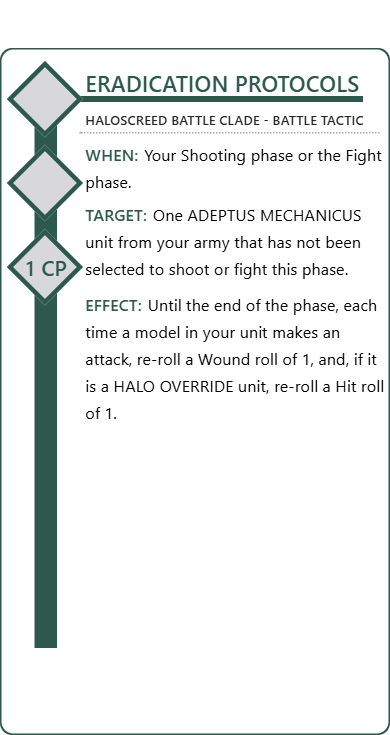 ERADICATION PROTOCOLS
HALOSCREED BATTLE CLADE - BATTLE TACTIC
WHEN: Your Shooting phase or the Fight
phase.
TARGET: One ADEPTUS MECHANICUS
unit from your army that has not been
selected to shoot or fight this phase.
1 CP
EFFECT: Until the end of the phase, each
time a model in your unit makes an
attack, re-roll a Wound roll of 1, and, if it
is a HALO OVERRIDE unit, re-roll a Hit roll
of 1.